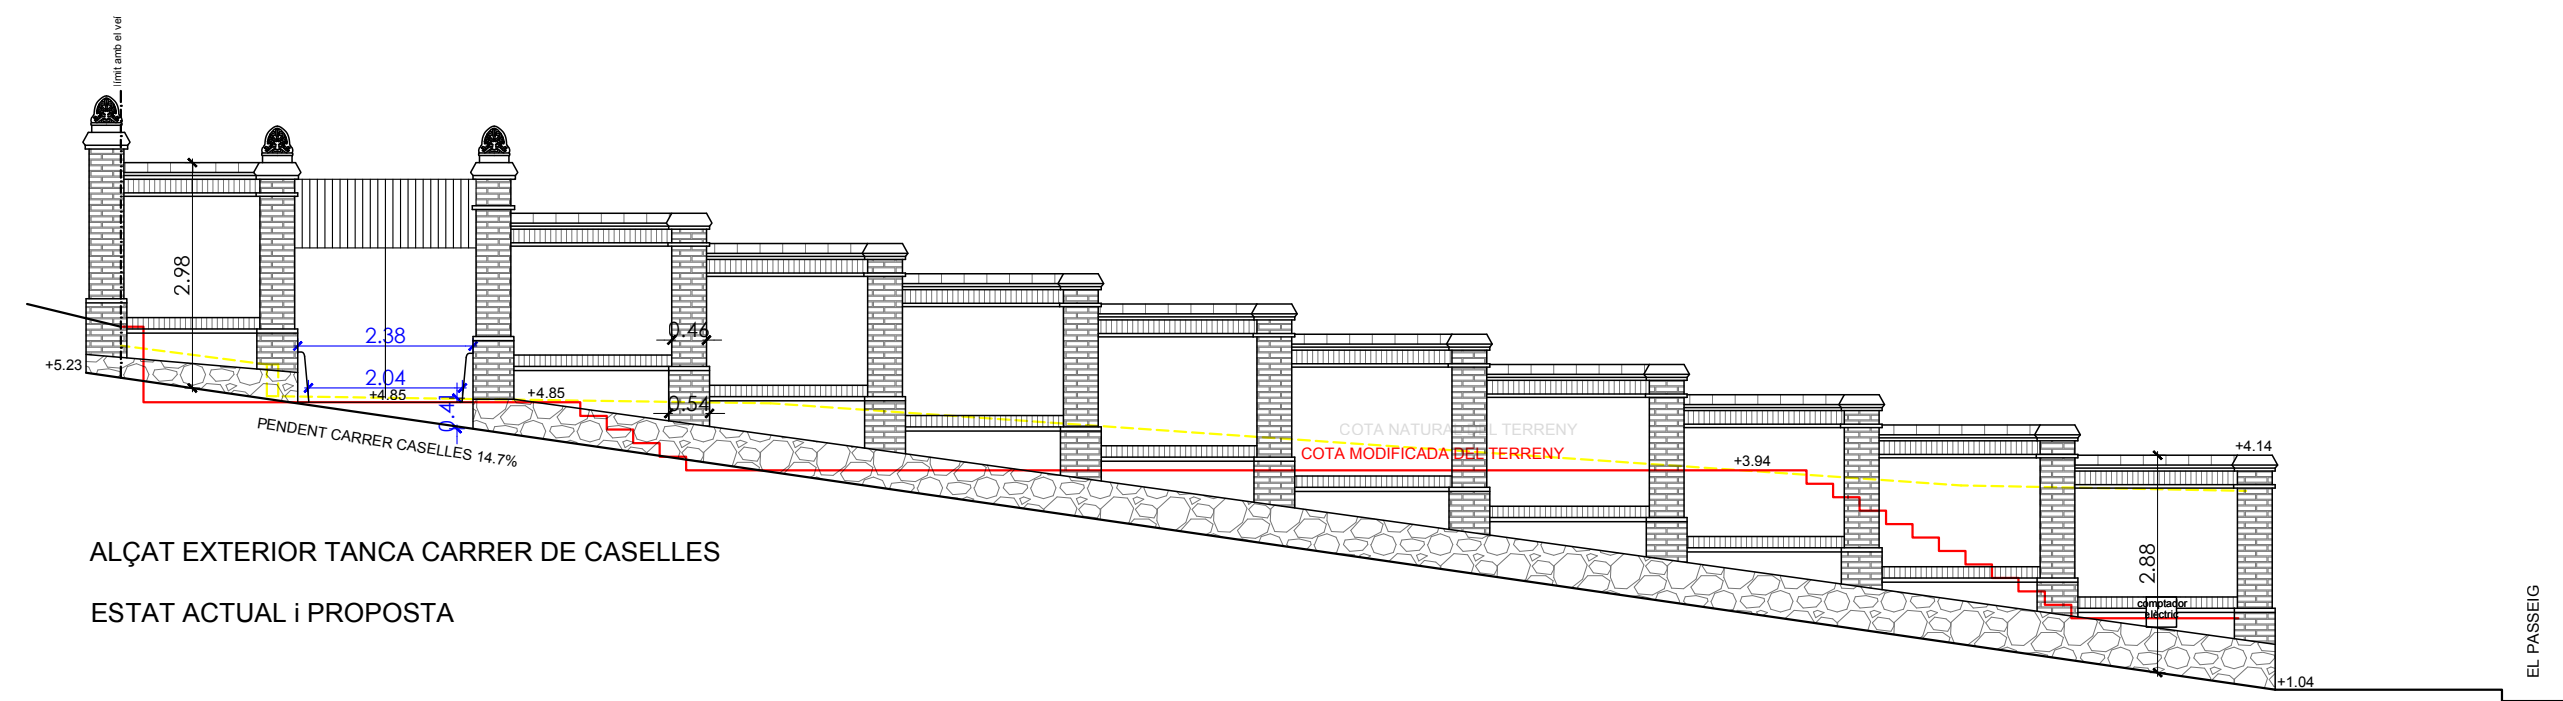 límit amb el veí
2.98
2.38
0.46
+5.23
2.04
+4.85
+4.85
0.41
0.54
PENDENT CARRER CASELLES 14.7%
COTA NATURAL DEL TERRENY
COTA MODIFICADA DEL TERRENY
+3.94
+4.14
ALÇAT EXTERIOR TANCA CARRER DE CASELLES
ESTAT ACTUAL i PROPOSTA
2.88
comptador
elèctric
+1.04
EL PASSEIG